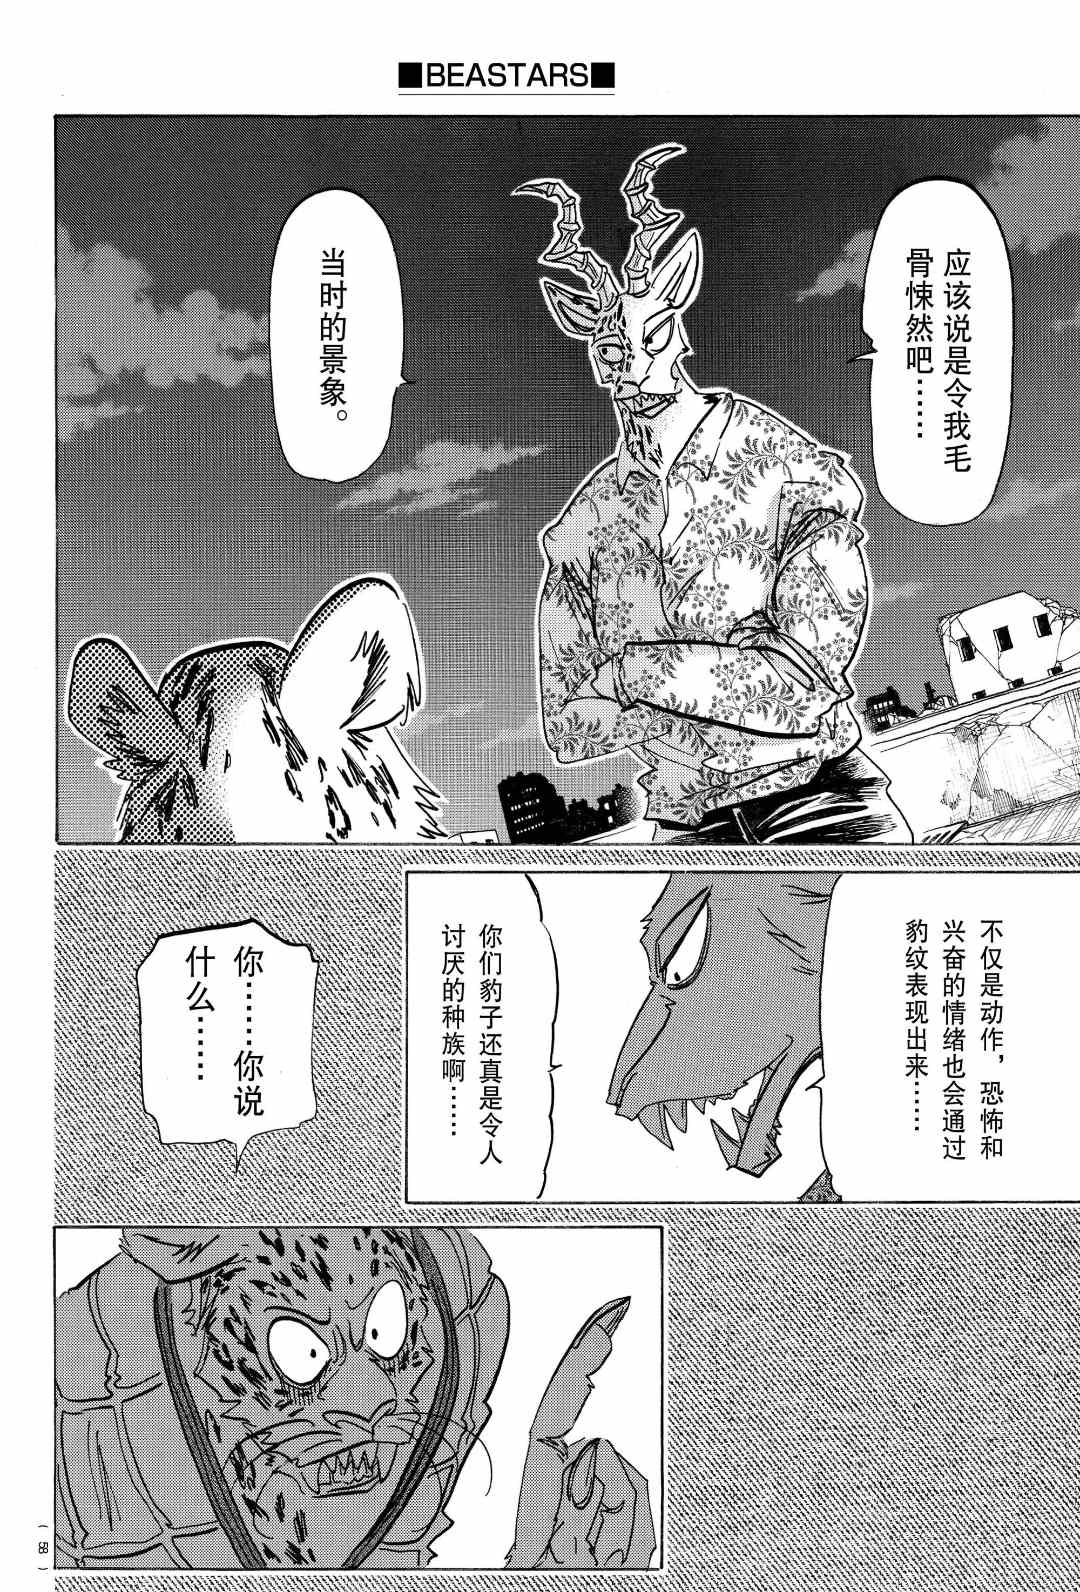 ■BEASTARS■
应该说是令我毛
骨悚然吧……
当时的景象。
不仅是动作，恐怖和
兴奋的情绪也会通过
豹纹表现出来……
你们豹子还真是令人
讨厌的种族啊……
你……你说
什么……
( 68 )